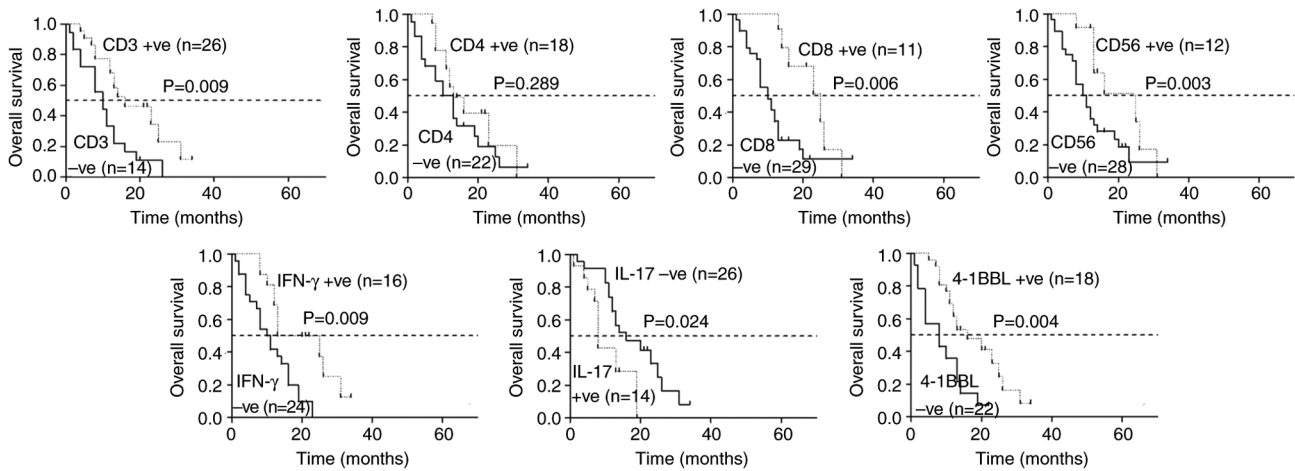 Overall survival
1.0
0.8
0.6
0.4
0.2
0.0
CD3 +ve (n=26)
P=0.009
CD3
−ve (n=14)
0 20 40 60
Time (months)
Overall survival
1.0
0.8
0.6
0.4
0.2
0.0
CD4 +ve (n=18)
P=0.289
CD4
−ve (n=22)
0 20 40 60
Time (months)
Overall survival
1.0
0.8
0.6
0.4
0.2
0.0
CD8 +ve (n=11)
P=0.006
CD8
−ve (n=29)
0 20 40 60
Time (months)
Overall survival
1.0
0.8
0.6
0.4
0.2
0.0
CD56 +ve (n=12)
P=0.003
CD56
−ve (n=28)
0 20 40 60
Time (months)
Overall survival
1.0
0.8
0.6
0.4
0.2
0.0
IFN-γ +ve (n=16)
P=0.009
IFN-γ
−ve (n=24)
0 20 40 60
Time (months)
Overall survival
1.0
0.8
0.6
0.4
0.2
0.0
IL-17 −ve (n=26)
P=0.024
IL-17
+ve (n=14)
0 20 40 60
Time (months)
Overall survival
1.0
0.8
0.6
0.4
0.2
0.0
4-1BBL +ve (n=18)
P=0.004
4-1BBL
−ve (n=22)
0 20 40 60
Time (months)